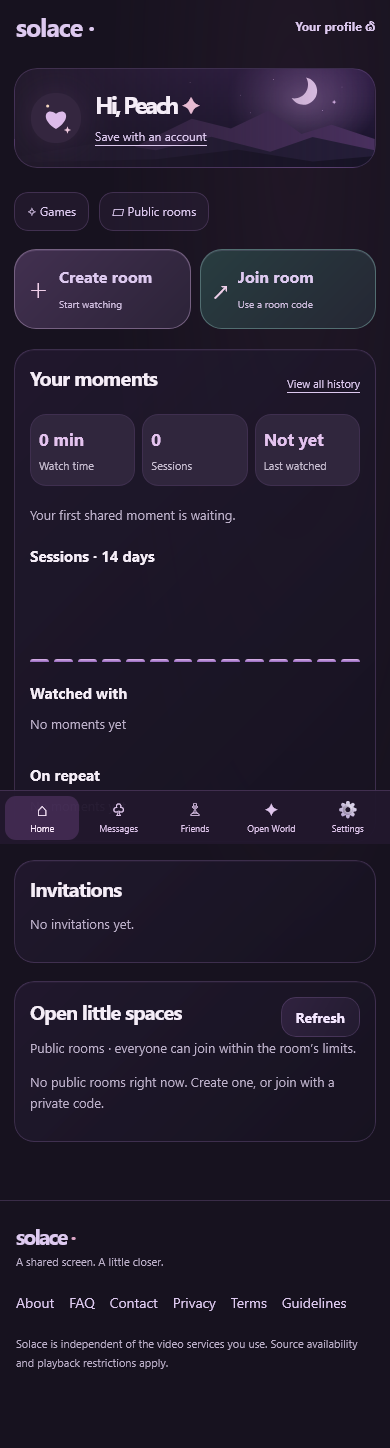 solace
Your profile
Hi, Peach
Save with an account
Games
Public rooms
Create room
Start watching
Join room
Use a room code
Your moments
View all history
0 min
Watch time
0
Sessions
Not yet
Last watched
Your first shared moment is waiting.
Sessions · 14 days
Watched with
No moments yet
On repeat
Home
Messages
Friends
Open World
Settings
Invitations
No invitations yet.
Open little spaces
Refresh
Public rooms · everyone can join within the room's limits.
No public rooms right now. Create one, or join with a
private code.
solace
A shared screen. A little closer.
About FAQ Contact Privacy Terms Guidelines
Solace is independent of the video services you use. Source availability
and playback restrictions apply.